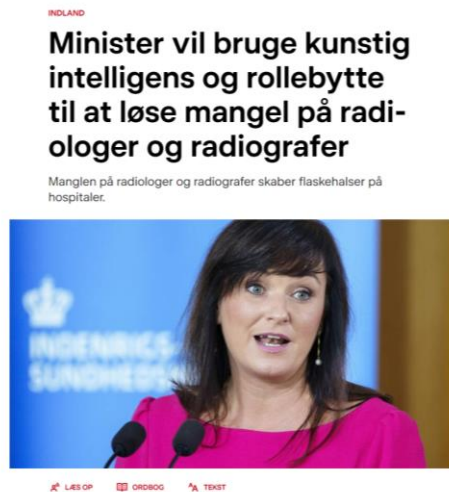 INDLAND
Minister vil bruge kunstig
intelligens og rollebytte
til at løse mangel på radi-
ologer og radiografer
Manglen på radiologer og radiografer skaber flaskehalser på
hospitaler.
INDENRIGS-
LÆS OP ORDBOG TEKST